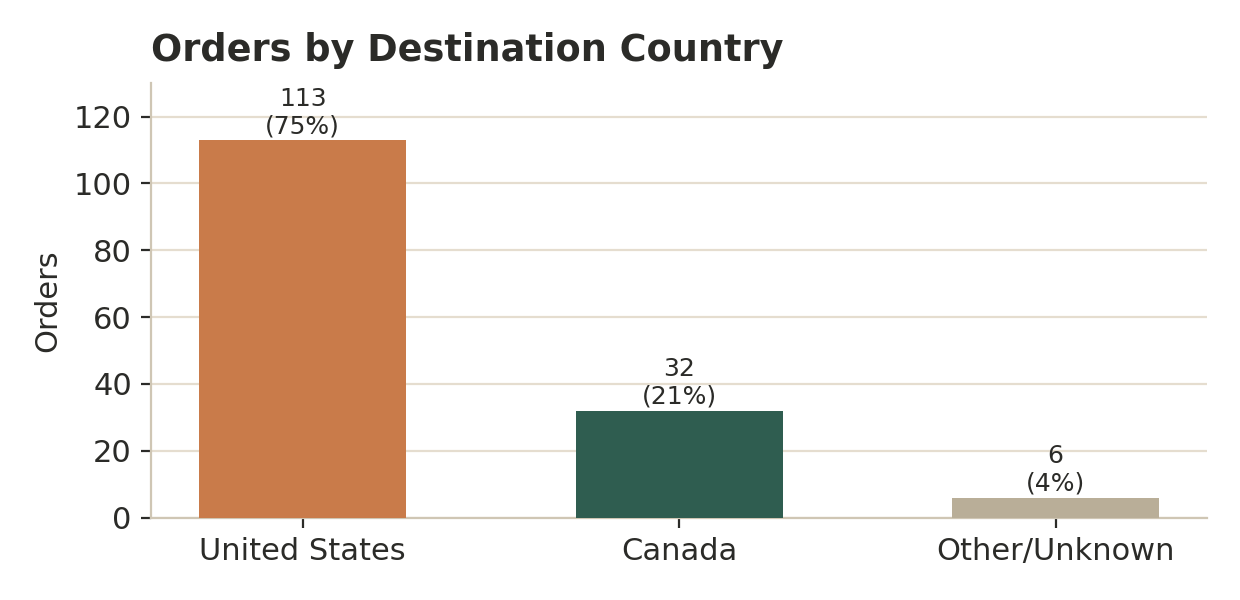 Orders by Destination Country
Orders
120
100
80
60
40
20
0
113
(75%)
32
(21%)
6
(4%)
United States
Canada
Other/Unknown